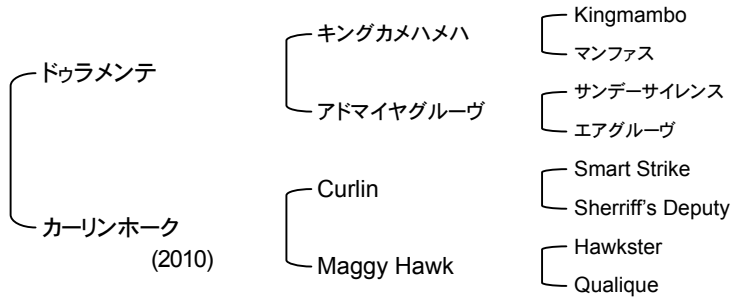 ドゥラメンテ
キングカメハメハ
Kingmambo
マンファス
アドマイヤグルーヴ
サンデーサイレンス
エアグルーヴ
カーリンホーク
(2010)
Curlin
Smart Strike
Sherriff's Deputy
Maggy Hawk
Hawkster
Qualique